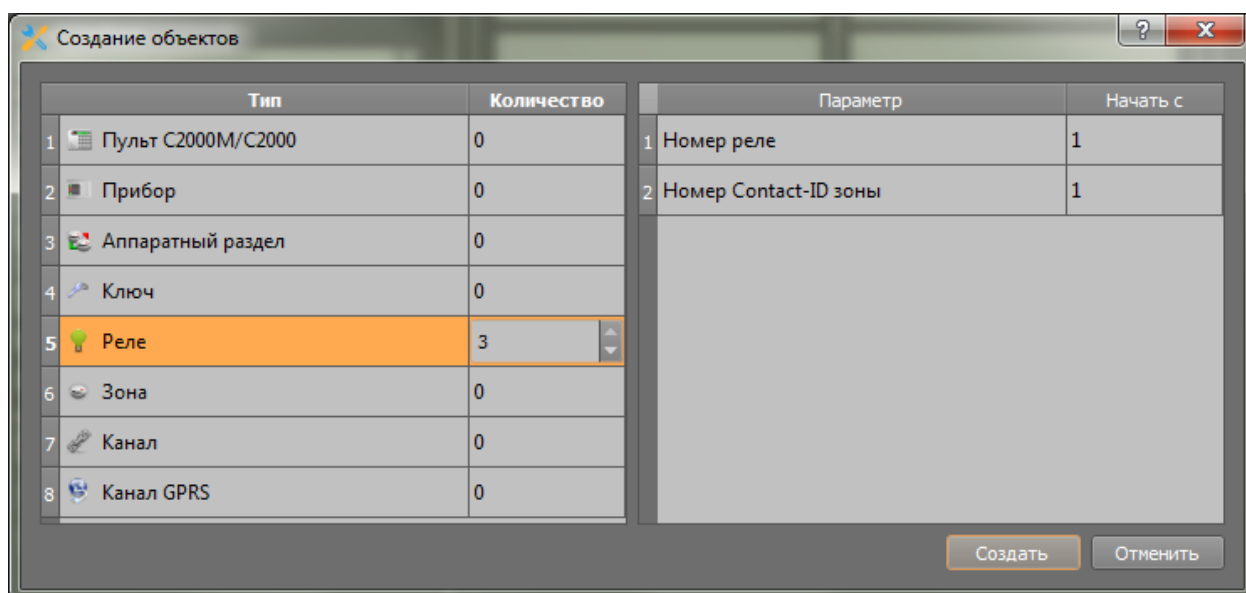 Создание объектов
?
Тип Количество
1 Пульт С2000М/С2000 0
2 Прибор 0
3 Аппаратный раздел 0
4 Ключ 0
5 Реле 3
6 Зона 0
7 Канал 0
8 Канал GPRS 0
Параметр Начать с
1 Номер реле 1
2 Номер Contact-ID зоны 1
Создать Отменить